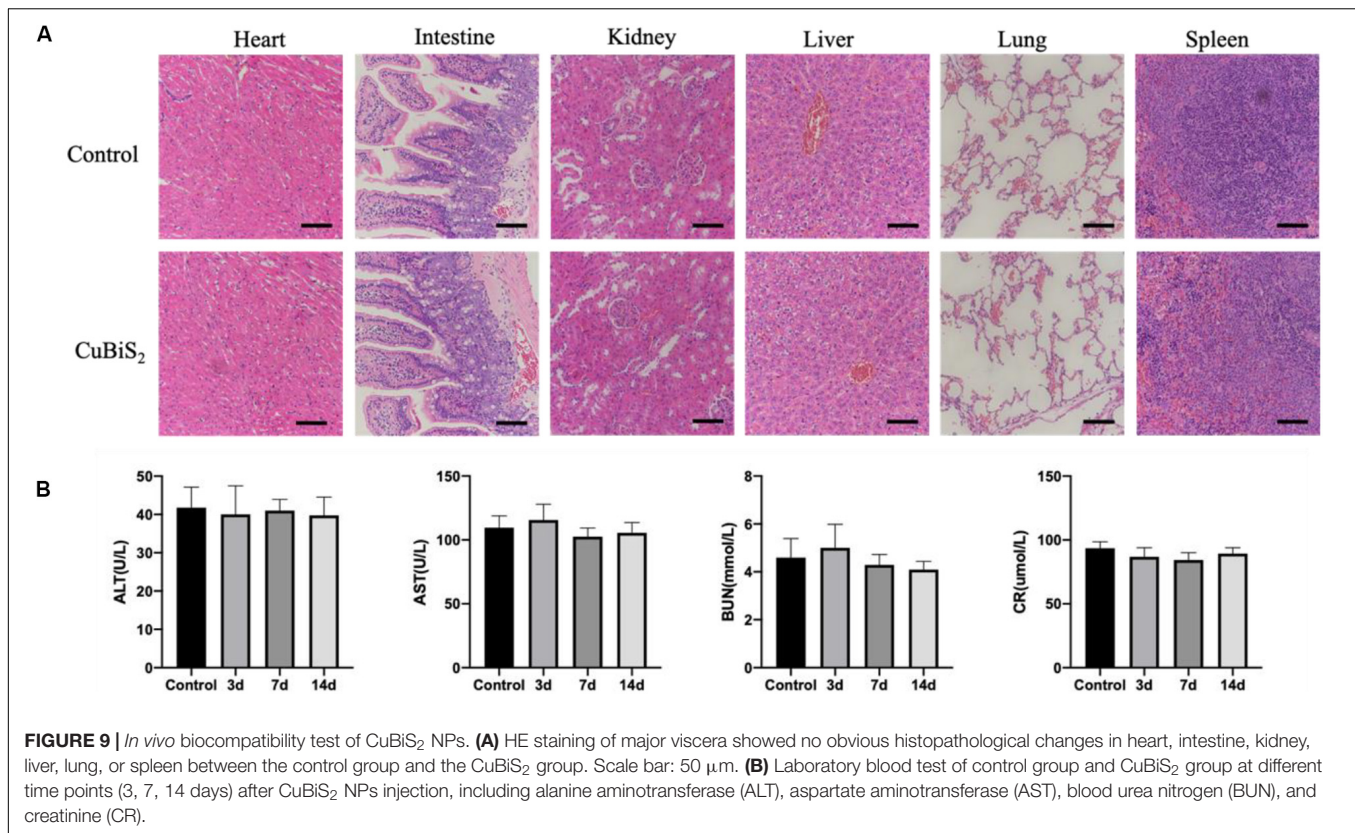 A
Heart Intestine Kidney Liver Lung Spleen
Control
CuBiS₂
B
50
40
30
20
10
0
ALT(U/L)
Control 3d 7d 14d
150
100
50
0
AST(U/L)
Control 3d 7d 14d
8
6
4
2
0
BUN(mmol/L)
Control 3d 7d 14d
150
100
50
0
CR(umol/L)
Control 3d 7d 14d
FIGURE 9 | In vivo biocompatibility test of CuBiS₂ NPs. (A) HE staining of major viscera showed no obvious histopathological changes in heart, intestine, kidney,
liver, lung, or spleen between the control group and the CuBiS₂ group. Scale bar: 50 μm. (B) Laboratory blood test of control group and CuBiS₂ group at different
time points (3, 7, 14 days) after CuBiS₂ NPs injection, including alanine aminotransferase (ALT), aspartate aminotransferase (AST), blood urea nitrogen (BUN), and
creatinine (CR).